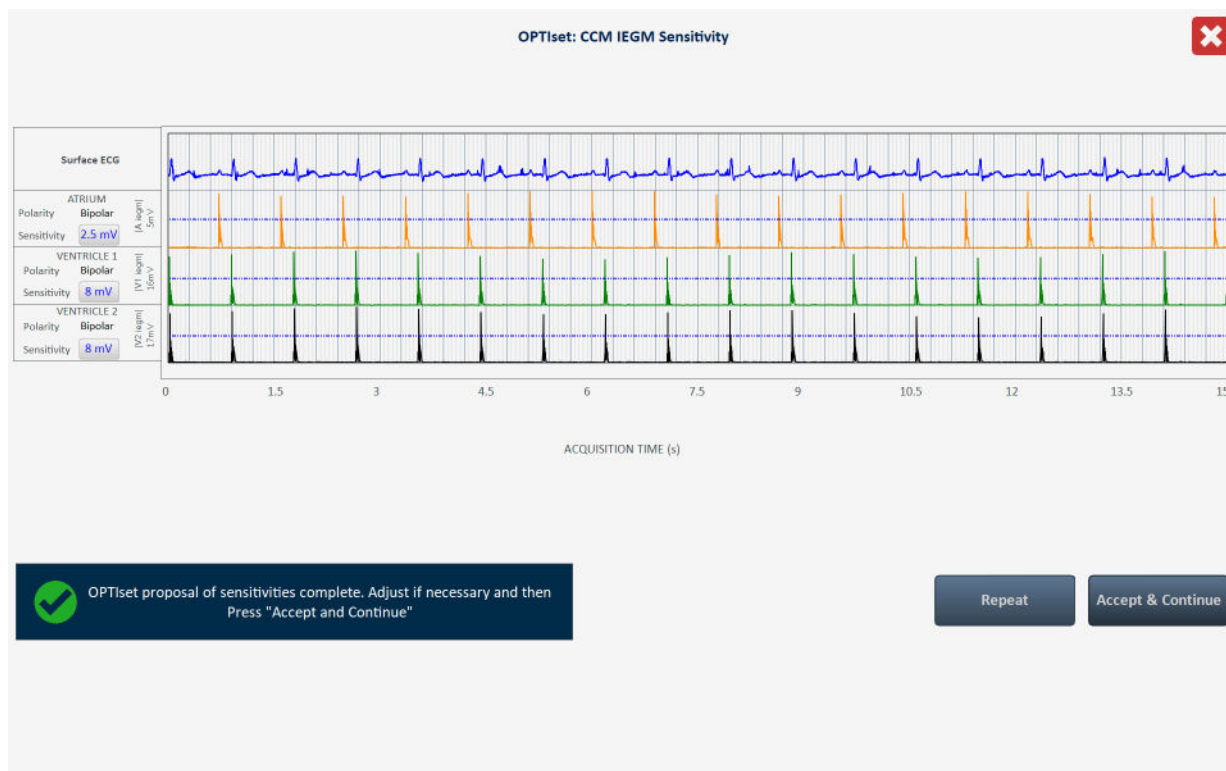 OPTIset: CCM IEGM Sensitivity
Surface ECG
ATRIUM
Polarity Bipolar
Sensitivity 2.5 mV
|A iegm|
5mV
VENTRICLE 1
Polarity Bipolar
Sensitivity 8 mV
|V1 iegm|
16mV
VENTRICLE 2
Polarity Bipolar
Sensitivity 8 mV
|V2 iegm|
17mV
0 1.5 3 4.5 6 7.5 9 10.5 12 13.5 15
ACQUISITION TIME (s)
OPTIset proposal of sensitivities complete. Adjust if necessary and then
Press "Accept and Continue"
Repeat
Accept & Continue